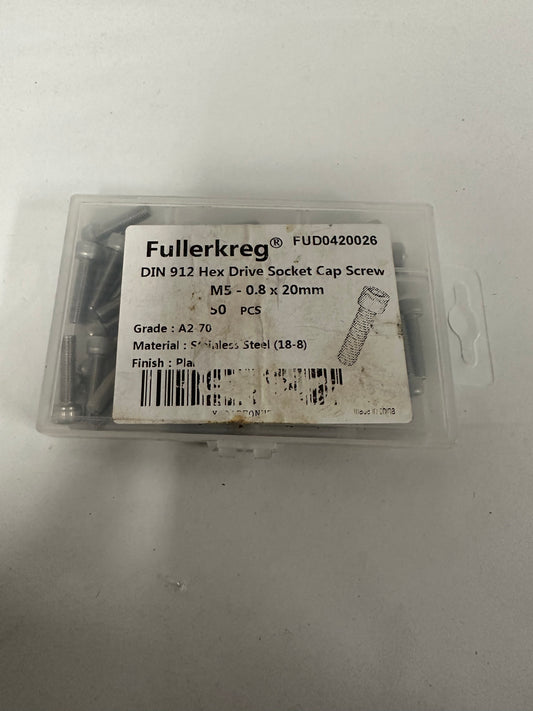 Fullerkreg® FUD0420026
DIN 912 Hex Drive Socket Cap Screw
M5 - 0.8 x 20mm
50 PCS
Grade : A2-70
Material : Stainless Steel (18-8)
Finish :
Made in China